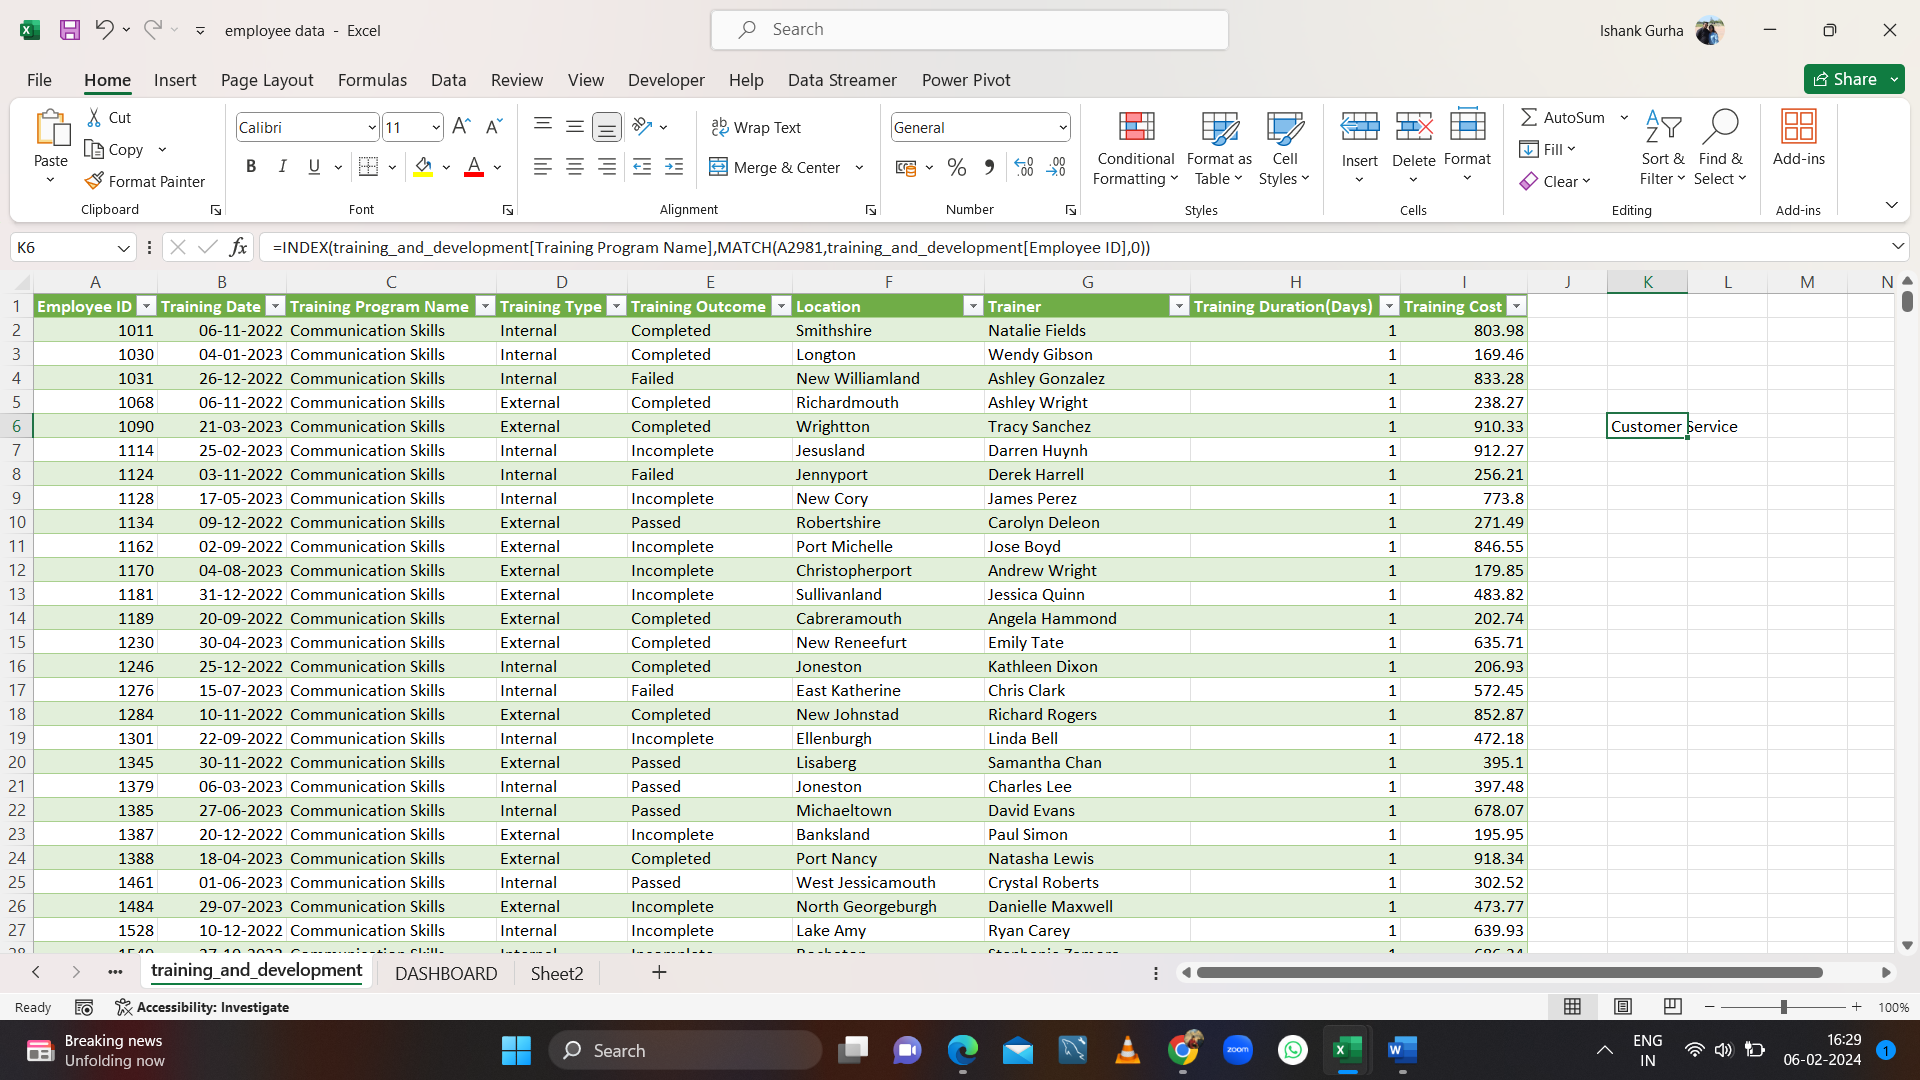 employee data - Excel
Search
Ishank Gurha
File Home Insert Page Layout Formulas Data Review View Developer Help Data Streamer Power Pivot
Share
Paste
Cut
Copy
Format Painter
Clipboard
Calibri 11
B I U
Font
Wrap Text
Merge & Center
Alignment
General
Number
Conditional Formatting
Format as Table
Cell Styles
Styles
Insert Delete Format
Cells
AutoSum
Fill
Clear
Sort & Filter
Find & Select
Editing
Add-ins
Add-ins
K6 fx =INDEX(training_and_development[Training Program Name],MATCH(A2981,training_and_development[Employee ID],0))
A B C D E F G H I J K L M N
1 Employee ID Training Date Training Program Name Training Type Training Outcome Location Trainer Training Duration(Days) Training Cost
2 1011 06-11-2022 Communication Skills Internal Completed Smithshire Natalie Fields 1 803.98
3 1030 04-01-2023 Communication Skills Internal Completed Longton Wendy Gibson 1 169.46
4 1031 26-12-2022 Communication Skills Internal Failed New Williamland Ashley Gonzalez 1 833.28
5 1068 06-11-2022 Communication Skills External Completed Richardmouth Ashley Wright 1 238.27
6 1090 21-03-2023 Communication Skills External Completed Wrightton Tracy Sanchez 1 910.33 Customer Service
7 1114 25-02-2023 Communication Skills Internal Incomplete Jesusland Darren Huynh 1 912.27
8 1124 03-11-2022 Communication Skills Internal Failed Jennyport Derek Harrell 1 256.21
9 1128 17-05-2023 Communication Skills Internal Incomplete New Cory James Perez 1 773.8
10 1134 09-12-2022 Communication Skills External Passed Robertshire Carolyn Deleon 1 271.49
11 1162 02-09-2022 Communication Skills External Incomplete Port Michelle Jose Boyd 1 846.55
12 1170 04-08-2023 Communication Skills External Incomplete Christopherport Andrew Wright 1 179.85
13 1181 31-12-2022 Communication Skills External Incomplete Sullivanland Jessica Quinn 1 483.82
14 1189 20-09-2022 Communication Skills External Completed Cabreramouth Angela Hammond 1 202.74
15 1230 30-04-2023 Communication Skills External Completed New Reneefurt Emily Tate 1 635.71
16 1246 25-12-2022 Communication Skills Internal Completed Joneston Kathleen Dixon 1 206.93
17 1276 15-07-2023 Communication Skills Internal Failed East Katherine Chris Clark 1 572.45
18 1284 10-11-2022 Communication Skills External Completed New Johnstad Richard Rogers 1 852.87
19 1301 22-09-2022 Communication Skills Internal Incomplete Ellenburgh Linda Bell 1 472.18
20 1345 30-11-2022 Communication Skills External Passed Lisaberg Samantha Chan 1 395.1
21 1379 06-03-2023 Communication Skills Internal Passed Joneston Charles Lee 1 397.48
22 1385 27-06-2023 Communication Skills Internal Passed Michaeltown David Evans 1 678.07
23 1387 20-12-2022 Communication Skills External Incomplete Banksland Paul Simon 1 195.95
24 1388 18-04-2023 Communication Skills External Completed Port Nancy Natasha Lewis 1 918.34
25 1461 01-06-2023 Communication Skills Internal Passed West Jessicamouth Crystal Roberts 1 302.52
26 1484 29-07-2023 Communication Skills External Incomplete North Georgeburgh Danielle Maxwell 1 473.77
27 1528 10-12-2022 Communication Skills Internal Incomplete Lake Amy Ryan Carey 1 639.93
training_and_development DASHBOARD Sheet2
Ready Accessibility: Investigate 100%
Breaking news
Unfolding now
Search
zoom
ENG
IN
16:29
06-02-2024
1